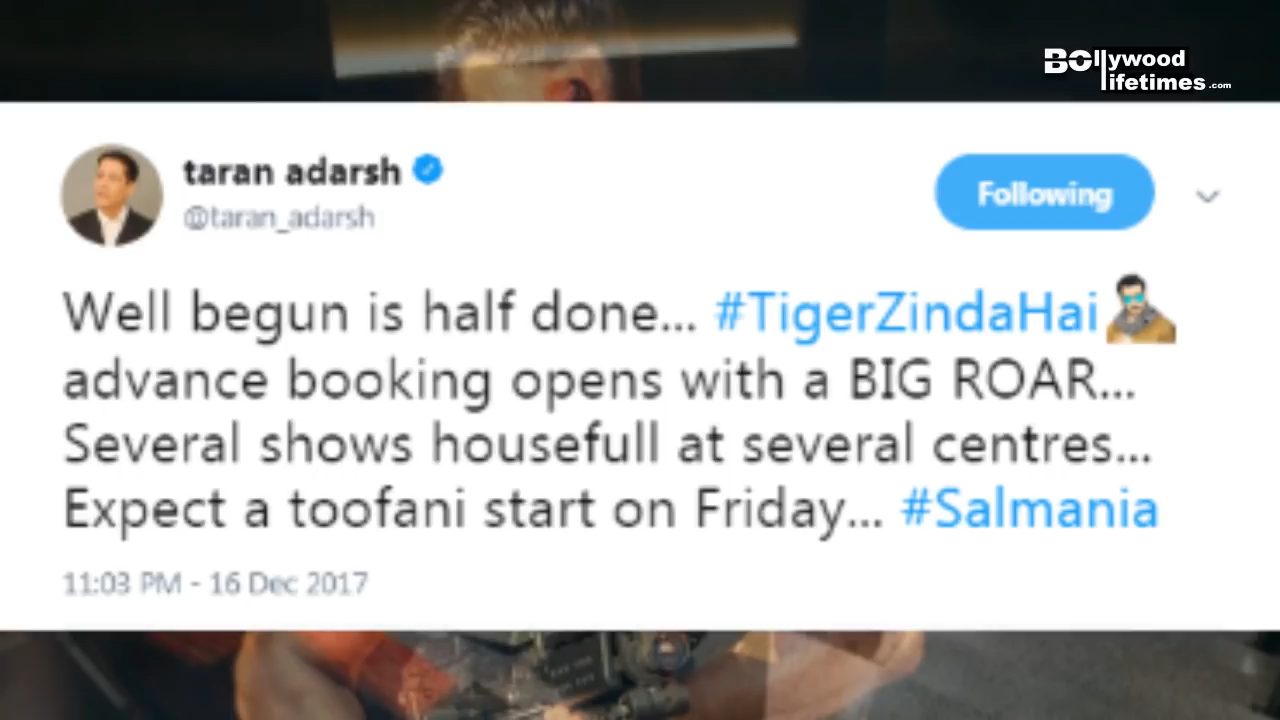 BOllywood
lifetimes.com
taran adarsh
@taran_adarsh
Following
Well begun is half done... #TigerZindaHai
advance booking opens with a BIG ROAR...
Several shows housefull at several centres...
Expect a toofani start on Friday... #Salmania
11:03 PM - 16 Dec 2017